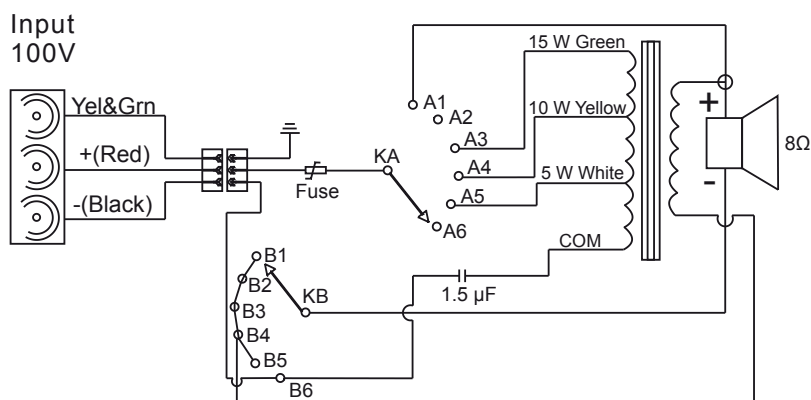 Input
100V
Yel&Grn
+(Red)
-(Black)
Fuse
KA
A1
A2
A3
A4
A5
A6
15 W Green
10 W Yellow
5 W White
COM
1.5 µF
+
-
8Ω
B1
B2
B3
B4
B5
B6
KB